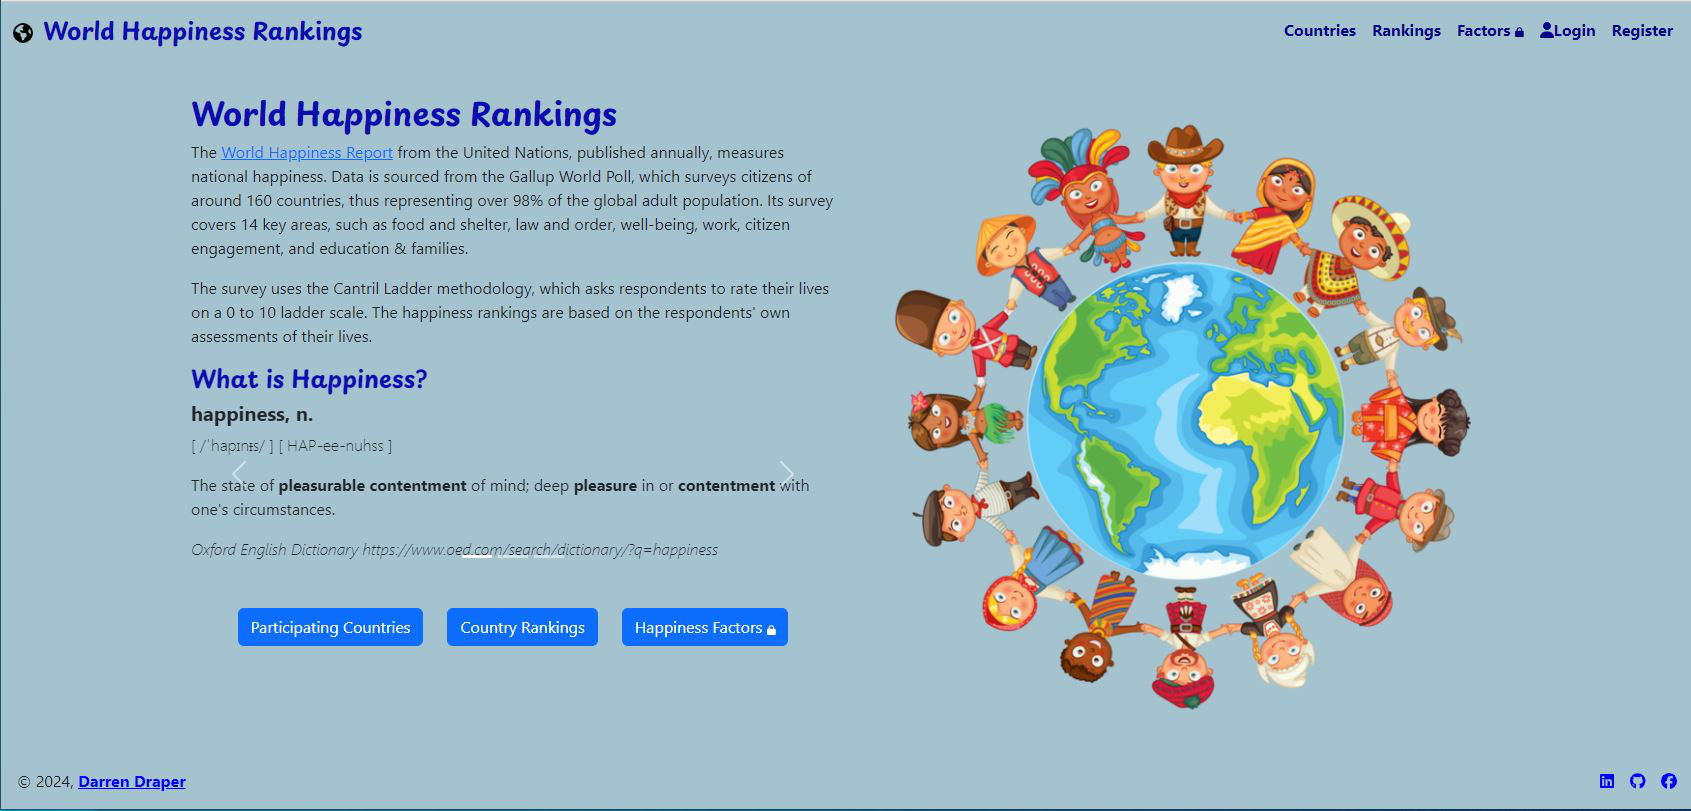 World Happiness Rankings
Countries Rankings Factors Login Register
World Happiness Rankings
The World Happiness Report from the United Nations, published annually, measures
national happiness. Data is sourced from the Gallup World Poll, which surveys citizens of
around 160 countries, thus representing over 98% of the global adult population. Its survey
covers 14 key areas, such as food and shelter, law and order, well-being, work, citizen
engagement, and education & families.
The survey uses the Cantril Ladder methodology, which asks respondents to rate their lives
on a 0 to 10 ladder scale. The happiness rankings are based on the respondents' own
assessments of their lives.
What is Happiness?
happiness, n.
[ /ˈhapɪnᵻs/ ] [ HAP-ee-nuhss ]
The state of pleasurable contentment of mind; deep pleasure in or contentment with
one's circumstances.
Oxford English Dictionary https://www.oed.com/search/dictionary/?q=happiness
Participating Countries Country Rankings Happiness Factors
© 2024, Darren Draper